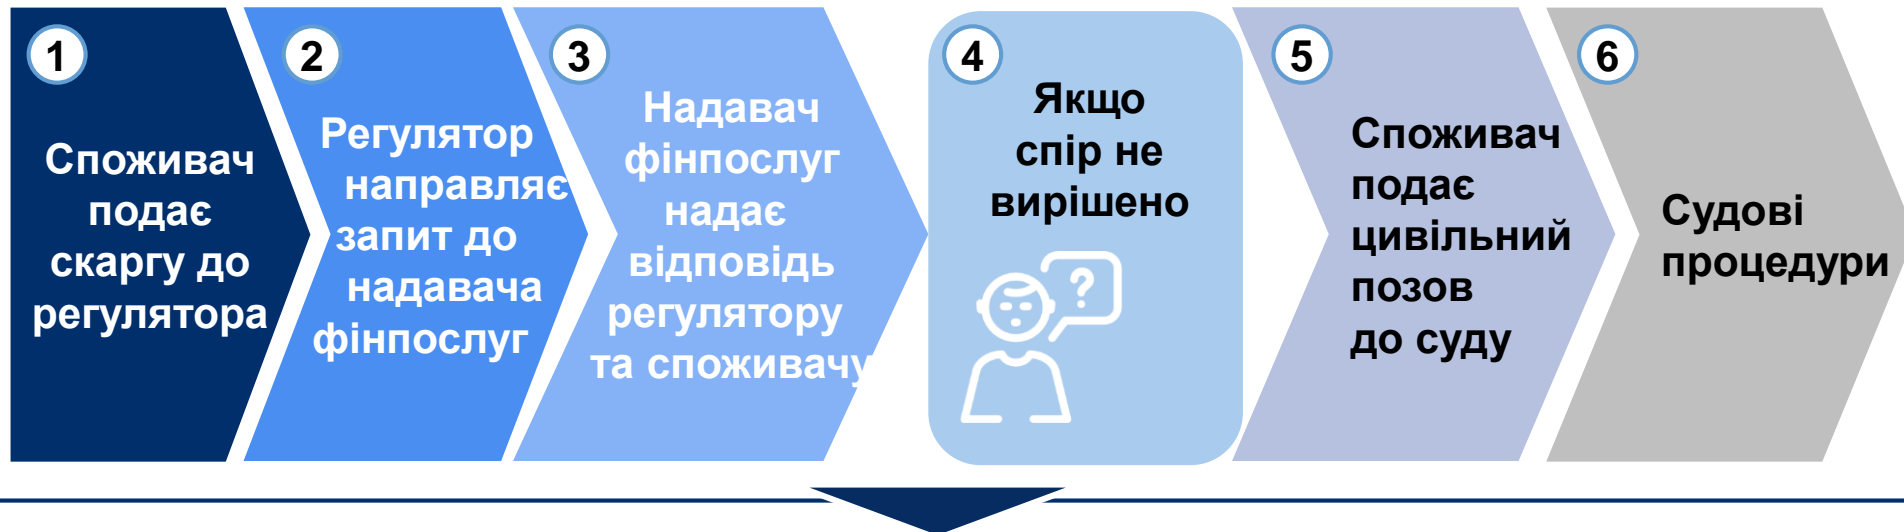 1
Споживач
подає
скаргу до
регулятора
2
Регулятор
направляє
запит до
надавача
фінпослуг
3
Надавач
фінпослуг
надає
відповідь
регулятору
та споживачу
4
Якщо
спір не
вирішено
?
5
Споживач
подає
цивільний
позов
до суду
6
Судові
процедури